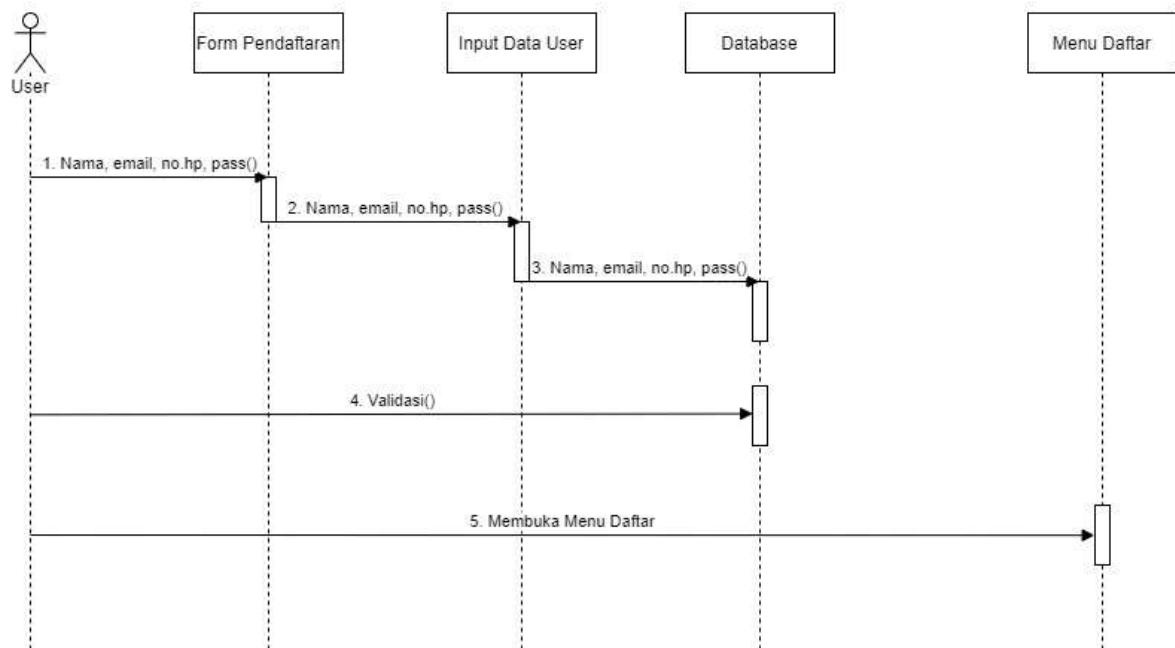 User
Form Pendaftaran
Input Data User
Database
Menu Daftar
1. Nama, email, no.hp, pass()
2. Nama, email, no.hp, pass()
3. Nama, email, no.hp, pass()
4. Validasi()
5. Membuka Menu Daftar